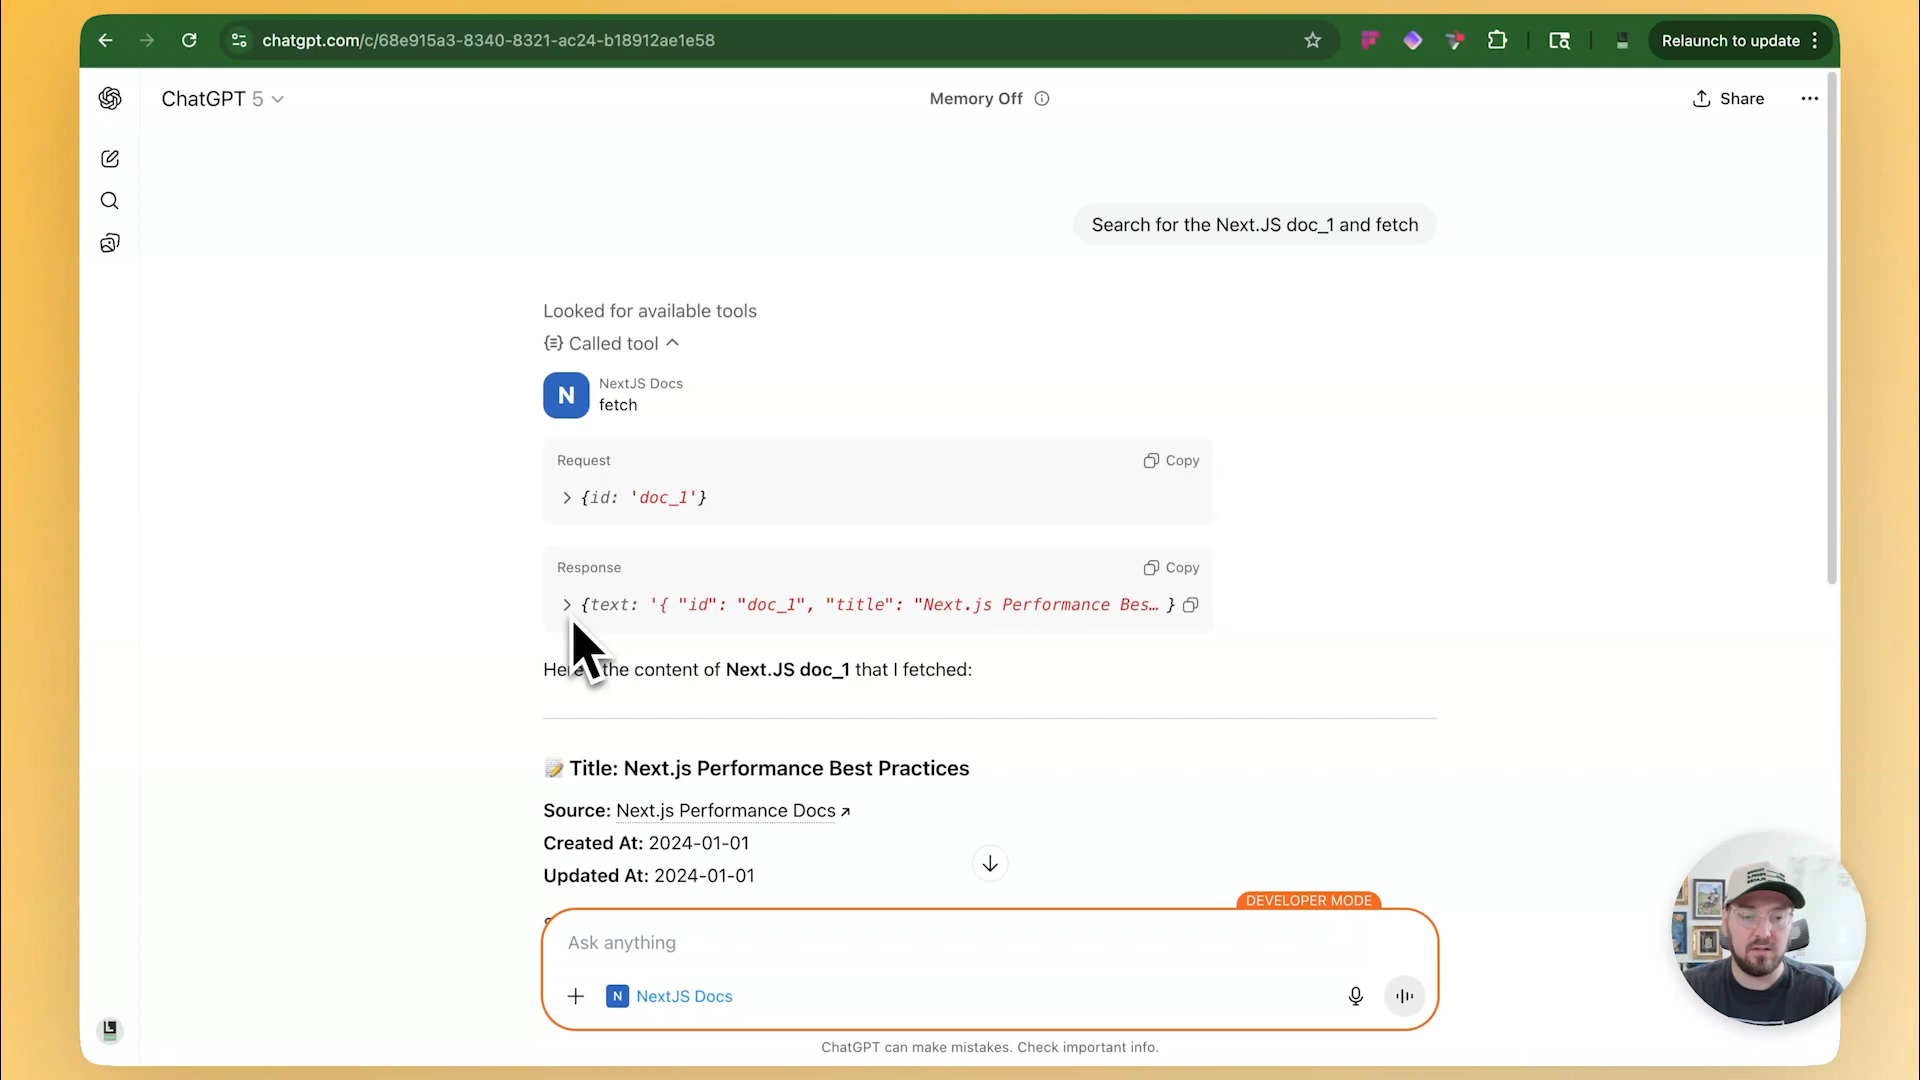 chatgpt.com/c/68e915a3-8340-8321-ac24-b18912ae1e58
Relaunch to update
ChatGPT 5
Memory Off
Share
Search for the Next.JS doc_1 and fetch
Looked for available tools
Called tool
N
NextJS Docs
fetch
Request
Copy
{id: 'doc_1'}
Response
Copy
{text: '{ "id": "doc_1", "title": "Next.js Performance Bes… }
the content of Next.JS doc_1 that I fetched:
Title: Next.js Performance Best Practices
Source: Next.js Performance Docs
Created At: 2024-01-01
Updated At: 2024-01-01
DEVELOPER MODE
Ask anything
N NextJS Docs
ChatGPT can make mistakes. Check important info.